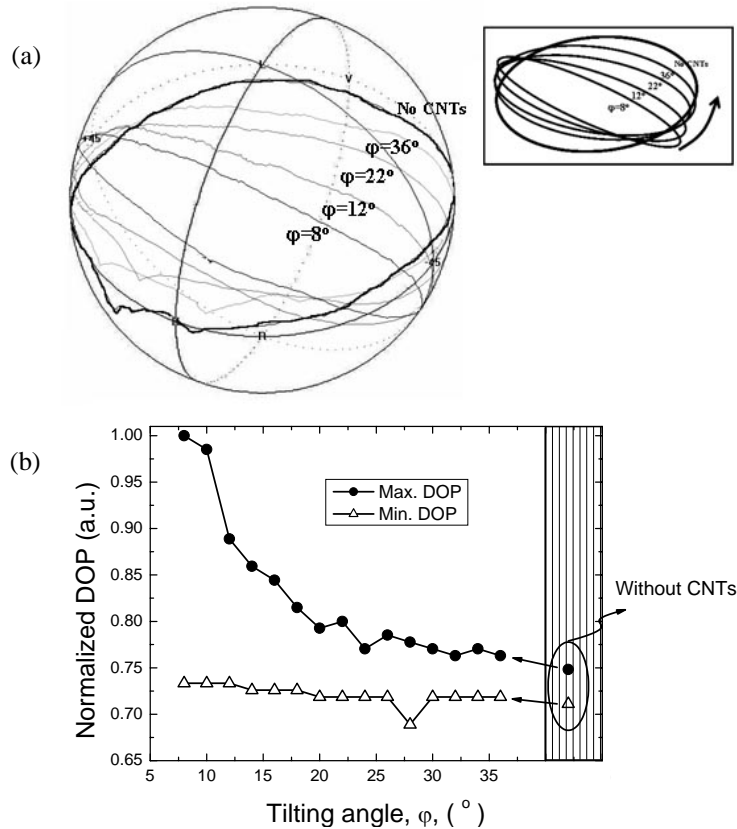 (a)
L
V
No CNTs
+45
φ=36°
φ=22°
φ=12°
φ=8°
-45
No CNTs
36°
22°
12°
φ=8°
(b)
1.00
0.95
0.90
0.85
0.80
0.75
0.70
0.65
Normalized DOP (a.u.)
Max. DOP
Min. DOP
Without CNTs
5
10
15
20
25
30
35
Tilting angle, φ, ( ° )